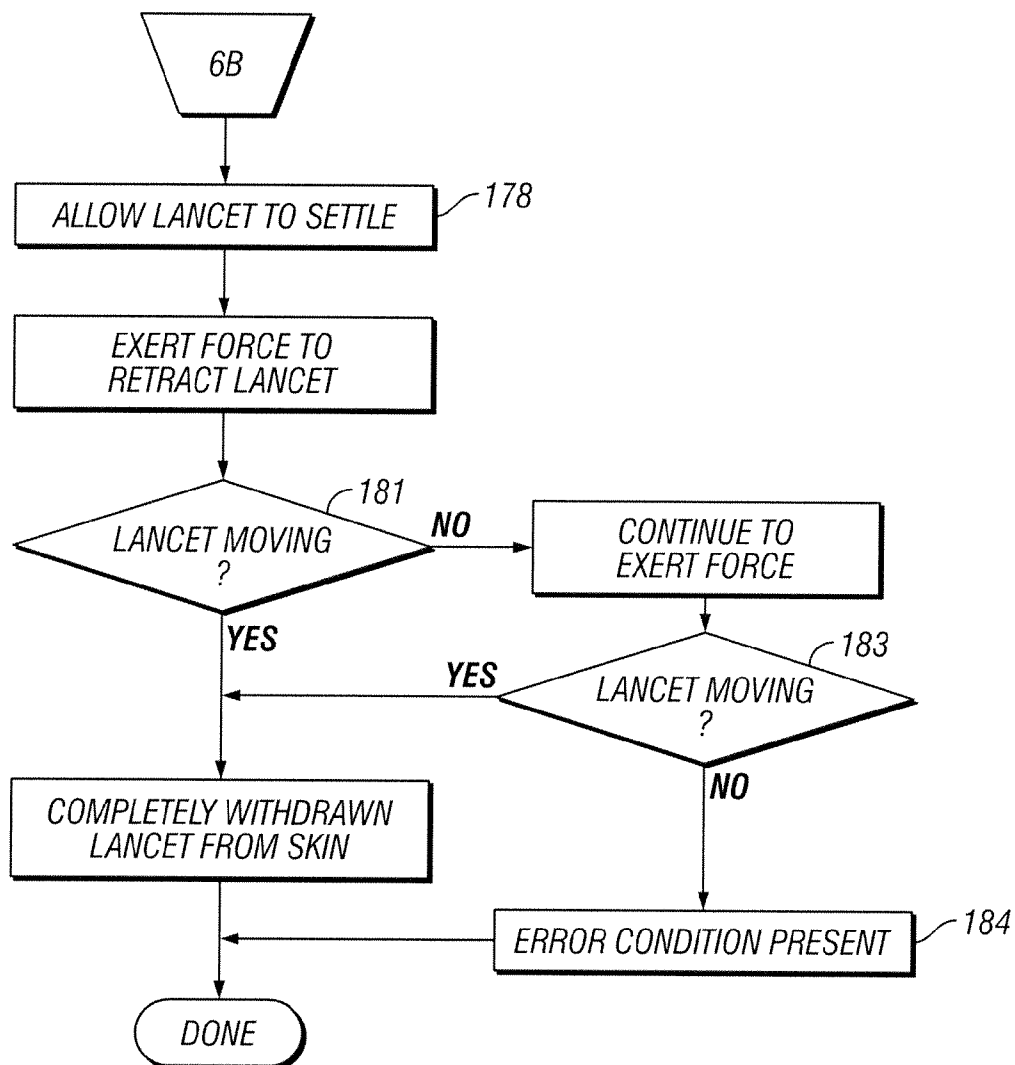 6B
ALLOW LANCET TO SETTLE
178
EXERT FORCE TO
RETRACT LANCET
181
LANCET MOVING
?
NO
CONTINUE TO
EXERT FORCE
YES
183
LANCET MOVING
?
YES
NO
COMPLETELY WITHDRAWN
LANCET FROM SKIN
ERROR CONDITION PRESENT
184
DONE